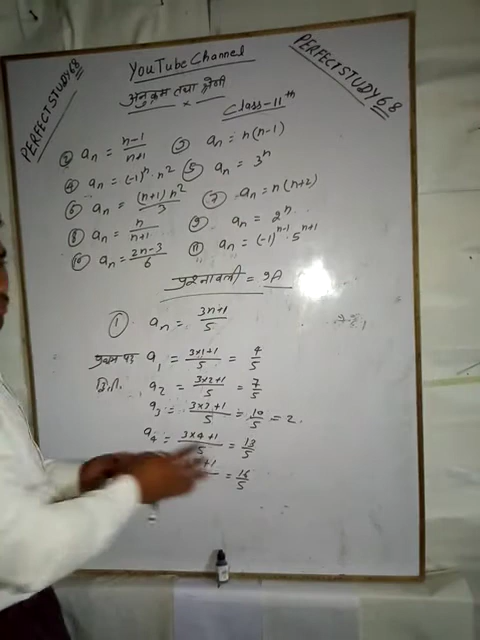 YouTube Channel
PERFECT STUDY 68
PERFECT STUDY 68
अनुक्रम तथा श्रेणी
Class-11th
② aₙ = (n-1)/(n+1) ③ aₙ = n(n-1)
④ aₙ = (-1)ⁿ · n² ⑤ aₙ = 3ⁿ
⑥ aₙ = (n+1)n²/3 ⑦ aₙ = n(n+2)
⑧ aₙ = n/(n+1) ⑨ aₙ = 2ⁿ
⑩ aₙ = (2n-3)/6 ⑪ aₙ = (-1)ⁿ⁻¹ · 5ⁿ⁺¹
प्रश्नावली = 9A
① aₙ = (3n+1)/5
प्रथम पद a₁ = (3×1+1)/5 = 4/5
द्विती. a₂ = (3×2+1)/5 = 7/5
a₃ = (3×3+1)/5 = 10/5 = 2.
a₄ = (3×4+1)/5 = 13/5
+1 = 16/5